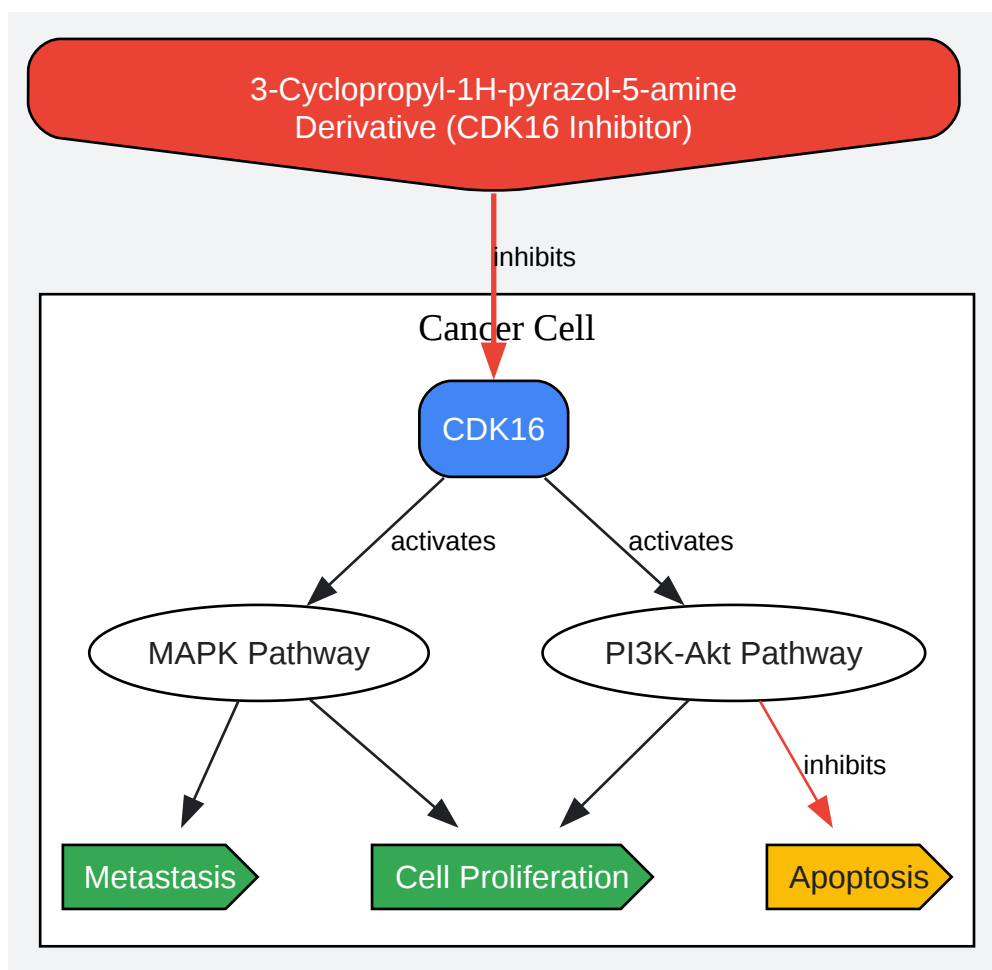 3-Cyclopropyl-1H-pyrazol-5-amine
Derivative (CDK16 Inhibitor)
inhibits
Cancer Cell
CDK16
activates
activates
MAPK Pathway
PI3K-Akt Pathway
inhibits
Metastasis
Cell Proliferation
Apoptosis